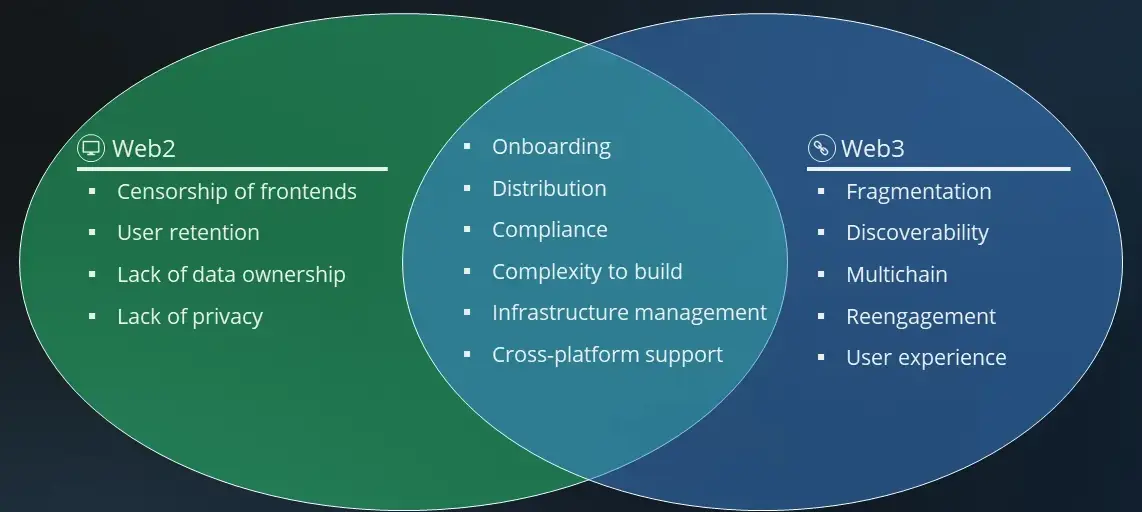 Web2
Censorship of frontends
User retention
Lack of data ownership
Lack of privacy
Onboarding
Distribution
Compliance
Complexity to build
Infrastructure management
Cross-platform support
Web3
Fragmentation
Discoverability
Multichain
Reengagement
User experience